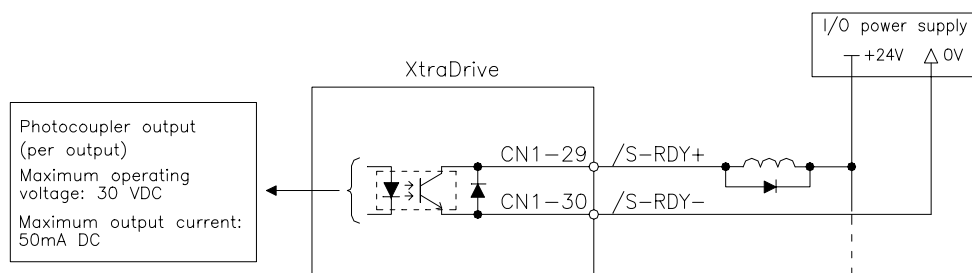 I/O power supply
+24V
0V
XtraDrive
Photocoupler output
(per output)
Maximum operating
voltage: 30 VDC
Maximum output current:
50mA DC
CN1-29
/S-RDY+
CN1-30
/S-RDY-